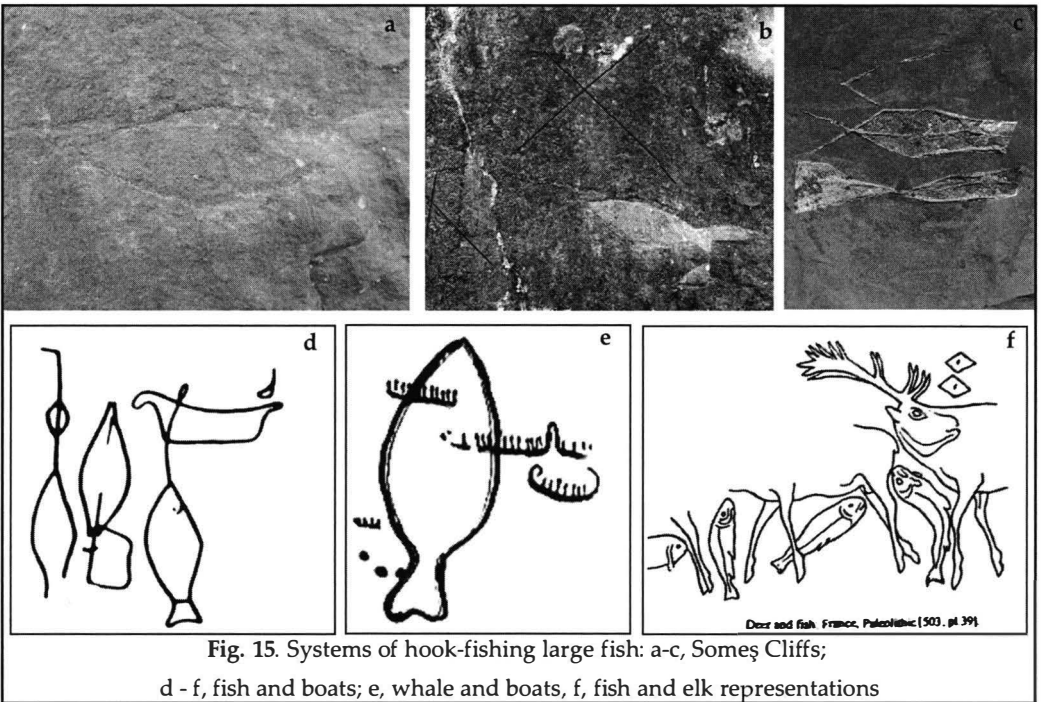 a
b
c
d
e
f
Deer and fish. France, Paleolithic [503, pl 39].
Fig. 15. Systems of hook-fishing large fish: a-c, Someş Cliffs;
d - f, fish and boats; e, whale and boats, f, fish and elk representations